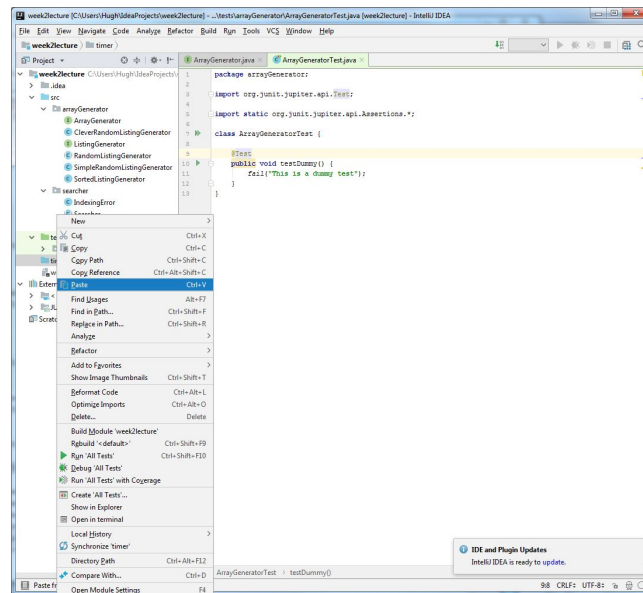 week2lecture [C:\Users\Hugh\IdeaProjects\week2lecture] - ...\tests\arrayGenerator\ArrayGeneratorTest.java [week2lecture] - IntelliJ IDEA
File Edit View Navigate Code Analyze Refactor Build Run Tools VCS Window Help
week2lecture timer
Project
ArrayGenerator.java ArrayGeneratorTest.java
week2lecture C:\Users\Hugh\IdeaProjects\
.idea
src
arrayGenerator
ArrayGenerator
CleverRandomListingGenerator
ListingGenerator
RandomListingGenerator
SimpleRandomListingGenerator
SortedListingGenerator
searcher
IndexingError
Searcher
te
tir
w
Extern
<
JL
Scratc
1 package arrayGenerator;
2
3 import org.junit.jupiter.api.Test;
4
5 import static org.junit.jupiter.api.Assertions.*;
6
7 class ArrayGeneratorTest {
8
9 @Test
10 public void testDummy() {
11 fail("This is a dummy test");
12 }
13 }
New
Cut Ctrl+X
Copy Ctrl+C
Copy Path Ctrl+Shift+C
Copy Reference Ctrl+Alt+Shift+C
Paste Ctrl+V
Find Usages Alt+F7
Find in Path... Ctrl+Shift+F
Replace in Path... Ctrl+Shift+R
Analyze
Refactor
Add to Favorites
Show Image Thumbnails Ctrl+Shift+T
Reformat Code Ctrl+Alt+L
Optimize Imports Ctrl+Alt+O
Delete... Delete
Build Module 'week2lecture'
Rebuild '<default>' Ctrl+Shift+F9
Run 'All Tests' Ctrl+Shift+F10
Debug 'All Tests'
Run 'All Tests' with Coverage
Create 'All Tests'...
Show in Explorer
Open in terminal
Local History
Synchronize 'timer'
Directory Path Ctrl+Alt+F12
Compare With... Ctrl+D
Open Module Settings F4
ArrayGeneratorTest testDummy()
IDE and Plugin Updates
IntelliJ IDEA is ready to update.
Paste fr
9:8 CRLF UTF-8